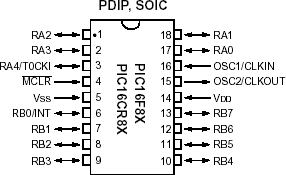 PDIP, SOIC
RA2 1 18 RA1
RA3 2 17 RA0
RA4/T0CKI 3 16 OSC1/CLKIN
MCLR 4 15 OSC2/CLKOUT
Vss 5 14 VDD
RB0/INT 6 13 RB7
RB1 7 12 RB6
RB2 8 11 RB5
RB3 9 10 RB4
PIC16F8X
PIC16CR8X